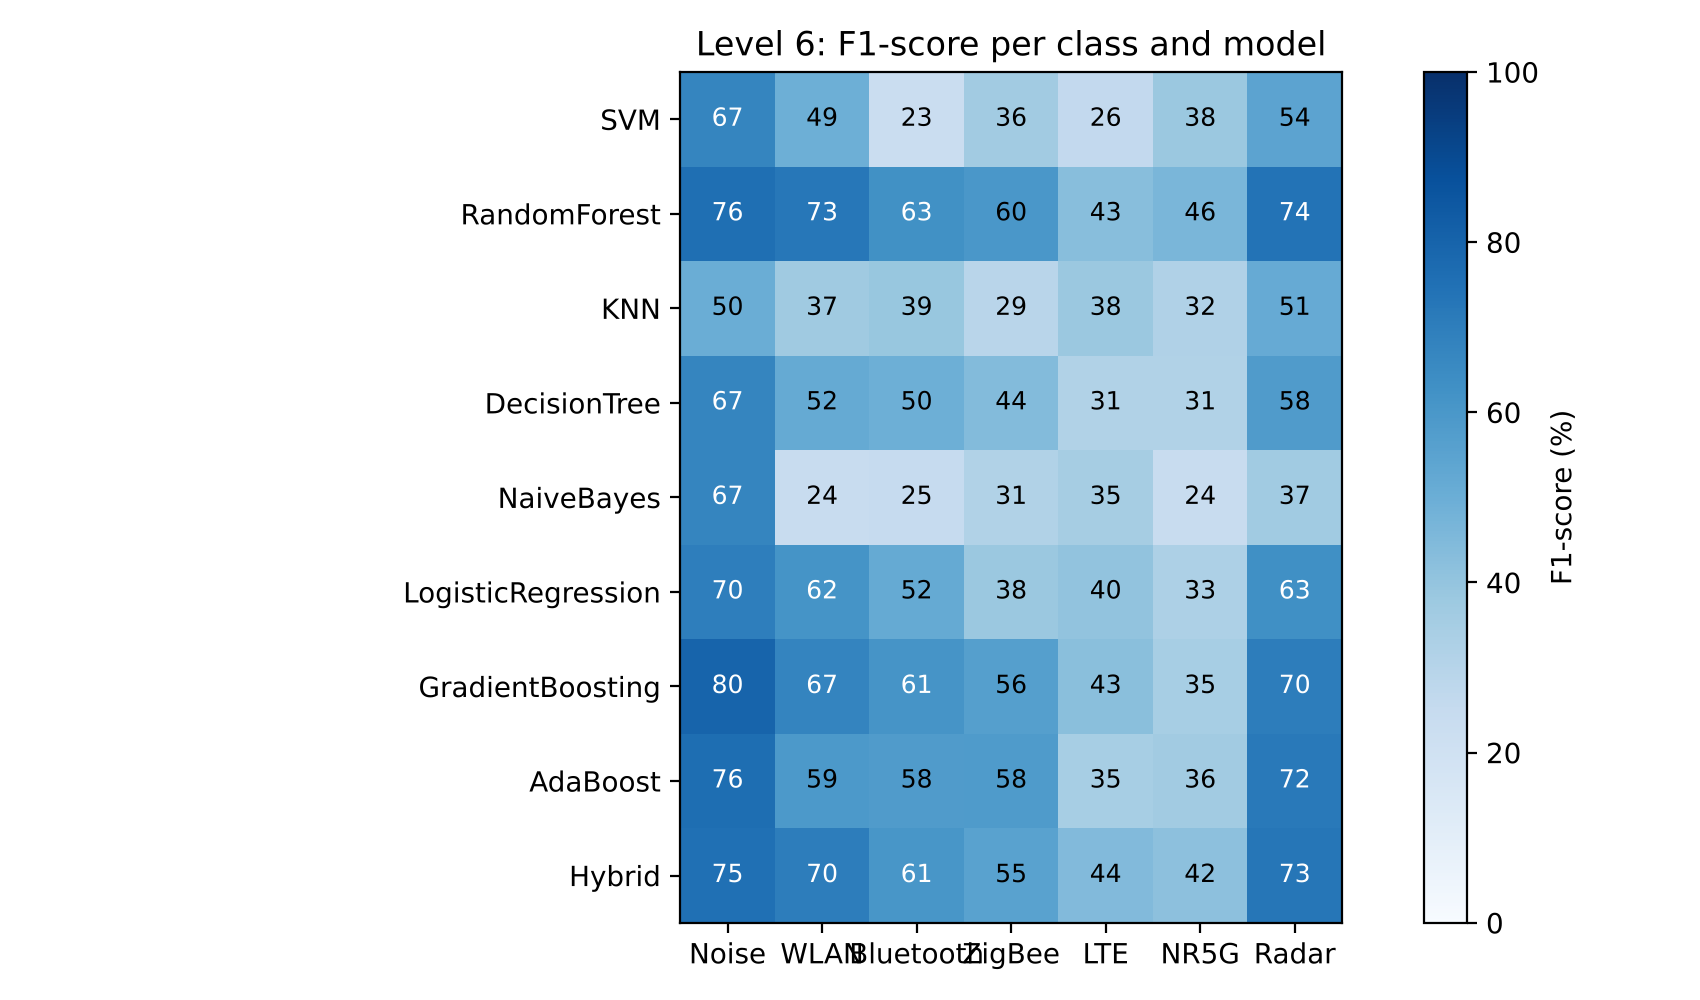 Level 6: F1-score per class and model
SVM 67 49 23 36 26 38 54
RandomForest 76 73 63 60 43 46 74
KNN 50 37 39 29 38 32 51
DecisionTree 67 52 50 44 31 31 58
NaiveBayes 67 24 25 31 35 24 37
LogisticRegression 70 62 52 38 40 33 63
GradientBoosting 80 67 61 56 43 35 70
AdaBoost 76 59 58 58 35 36 72
Hybrid 75 70 61 55 44 42 73
Noise WLAN Bluetooth ZigBee LTE NR5G Radar
100
80
60
40
20
0
F1-score (%)